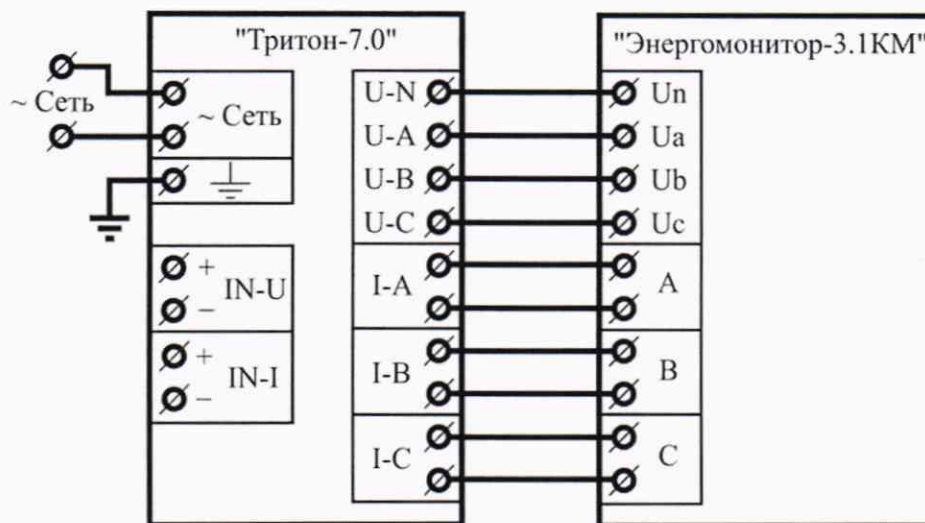 "Тритон-7.0"
"Энергомонитор-3.1КМ"
~ Сеть
~ Сеть
U-N
Un
U-A
Ua
U-B
Ub
U-C
Uc
+
IN-U
−
I-A
A
+
IN-I
−
I-B
B
I-C
C